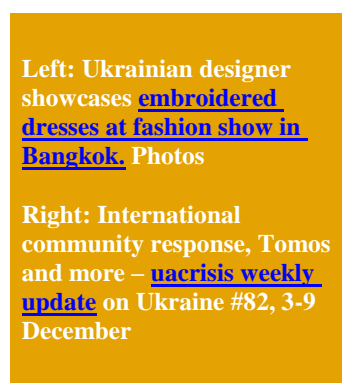 Left: Ukrainian designer
showcases embroidered
dresses at fashion show in
Bangkok. Photos
Right: International
community response, Tomos
and more – uacrisis weekly
update on Ukraine #82, 3-9
December